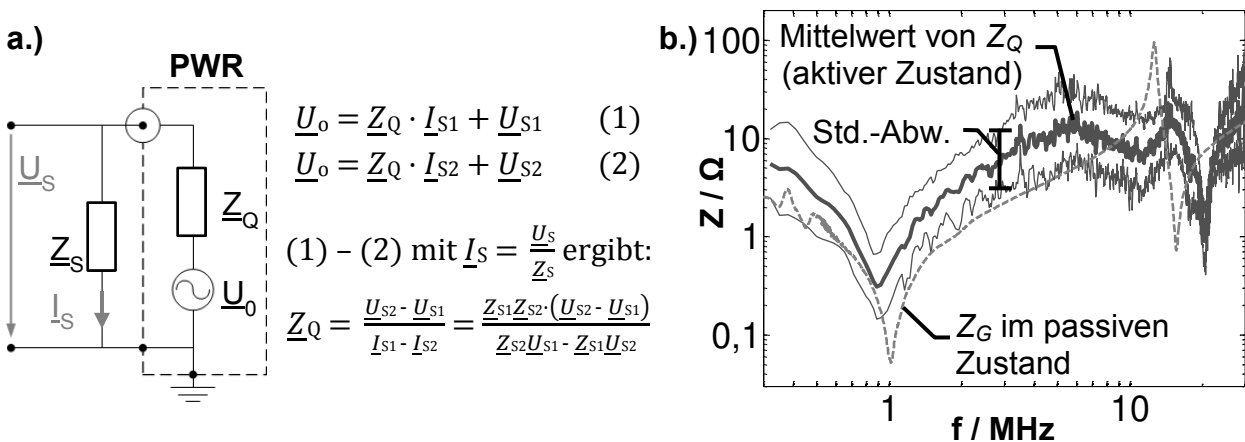 a.)
PWR
U_S
Z_S
I_S
Z_Q
U_0
U_o = Z_Q · I_S1 + U_S1 (1)
U_o = Z_Q · I_S2 + U_S2 (2)
(1) – (2) mit I_S = U_S / Z_S ergibt:
Z_Q = (U_S2 - U_S1) / (I_S1 - I_S2) = (Z_S1 Z_S2 · (U_S2 - U_S1)) / (Z_S2 U_S1 - Z_S1 U_S2)
b.)
Z / Ω
100
10
1
0,1
Mittelwert von Z_Q
(aktiver Zustand)
Std.-Abw.
Z_G im passiven
Zustand
1
10
f / MHz